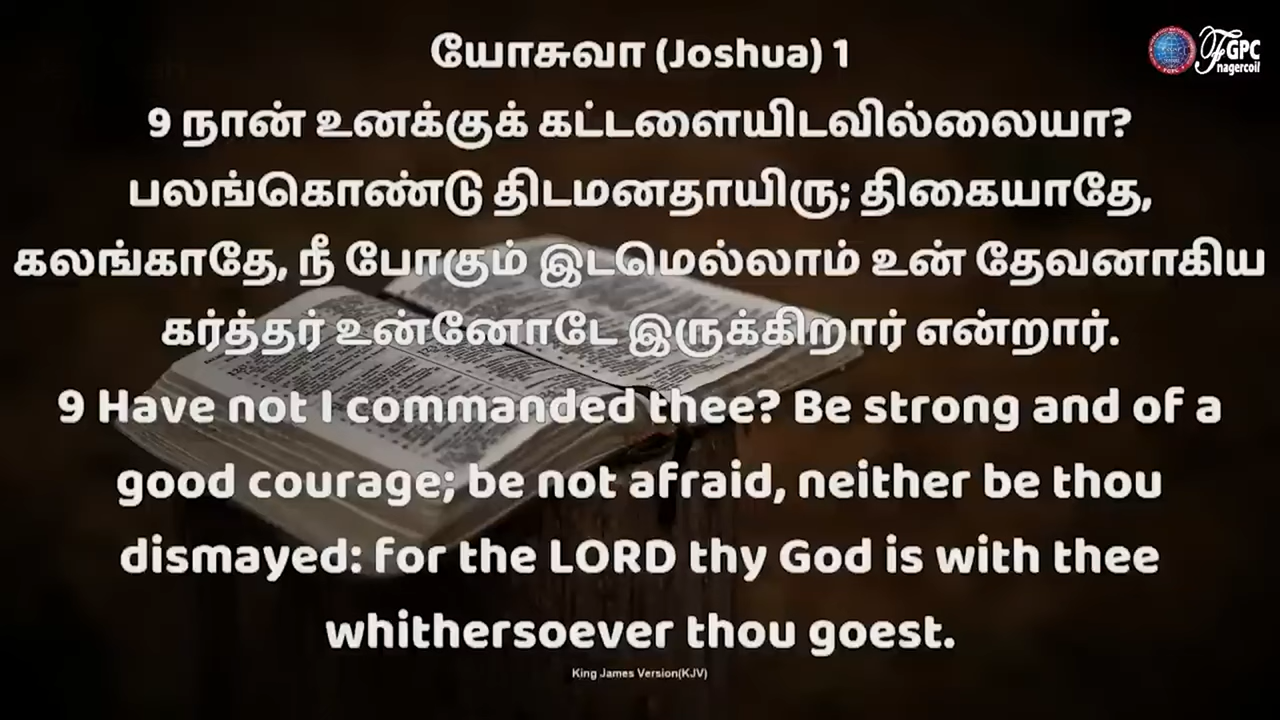 யோசுவா (Joshua) 1
FGPC
nagercoil
9 நான் உனக்குக் கட்டளையிடவில்லையா?
பலங்கொண்டு திடமனதாயிரு; திகையாதே,
கலங்காதே, நீ போகும் இடமெல்லாம் உன் தேவனாகிய
கர்த்தர் உன்னோடே இருக்கிறார் என்றார்.
9 Have not I commanded thee? Be strong and of a
good courage; be not afraid, neither be thou
dismayed: for the LORD thy God is with thee
whithersoever thou goest.
King James Version(KJV)